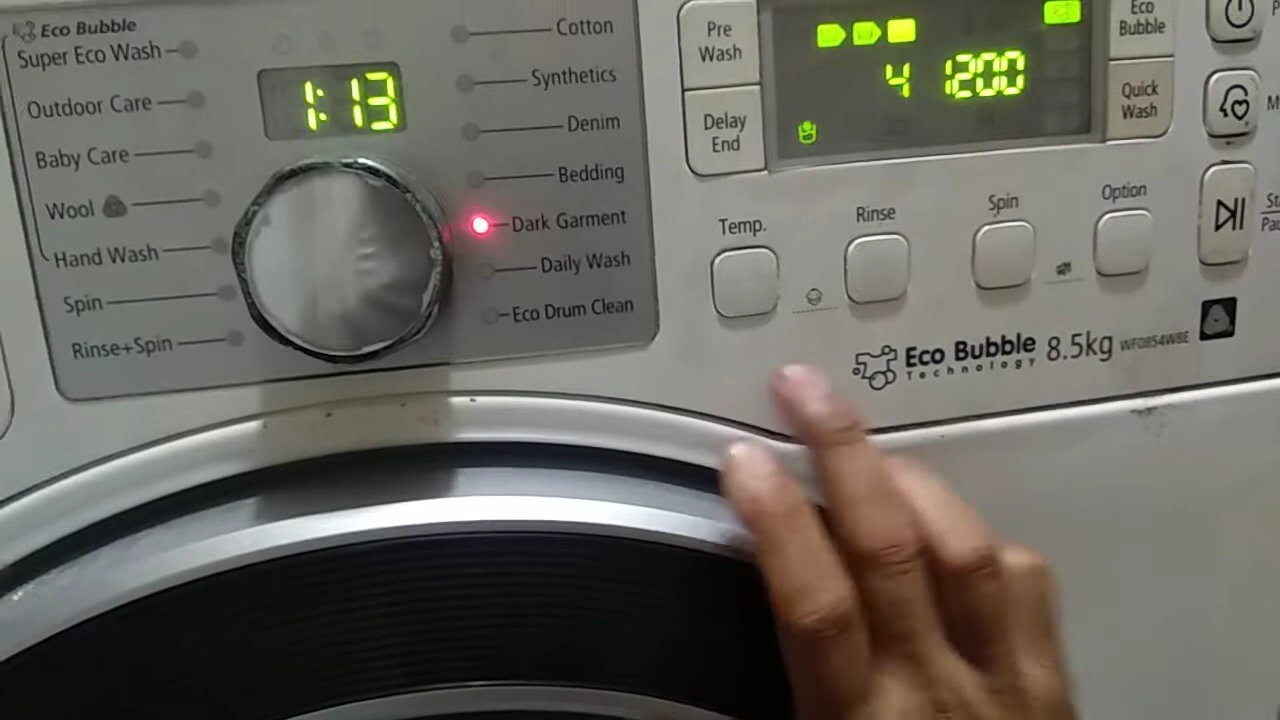 Eco Bubble
Super Eco Wash
Outdoor Care
Baby Care
Wool
Hand Wash
Spin
Rinse+Spin
1:13
Cotton
Synthetics
Denim
Bedding
Dark Garment
Daily Wash
Eco Drum Clean
Pre
Wash
Delay
End
4 1200
Eco
Bubble
Quick
Wash
Temp.
Rinse
Spin
Option
Eco Bubble
Technology
8.5kg WF0854W8E